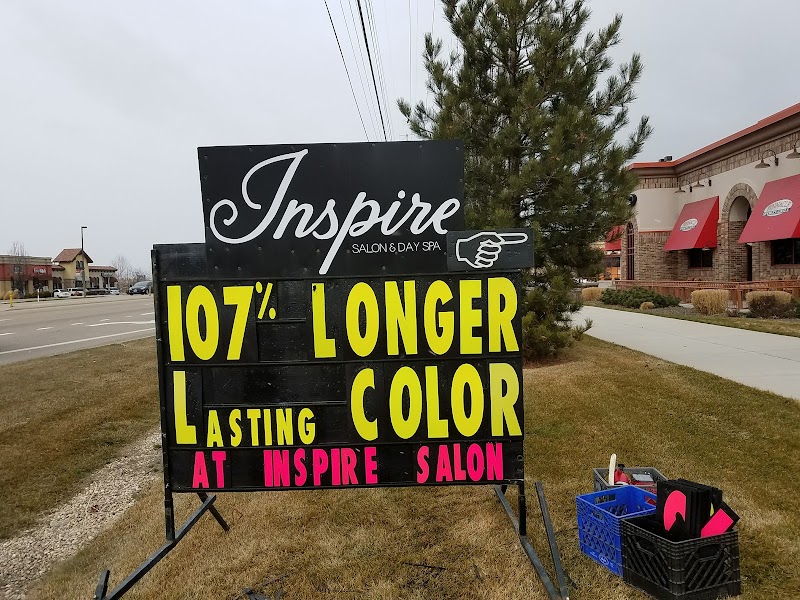 Inspire
SALON & DAY SPA
107% LONGER
LASTING COLOR
AT INSPIRE SALON